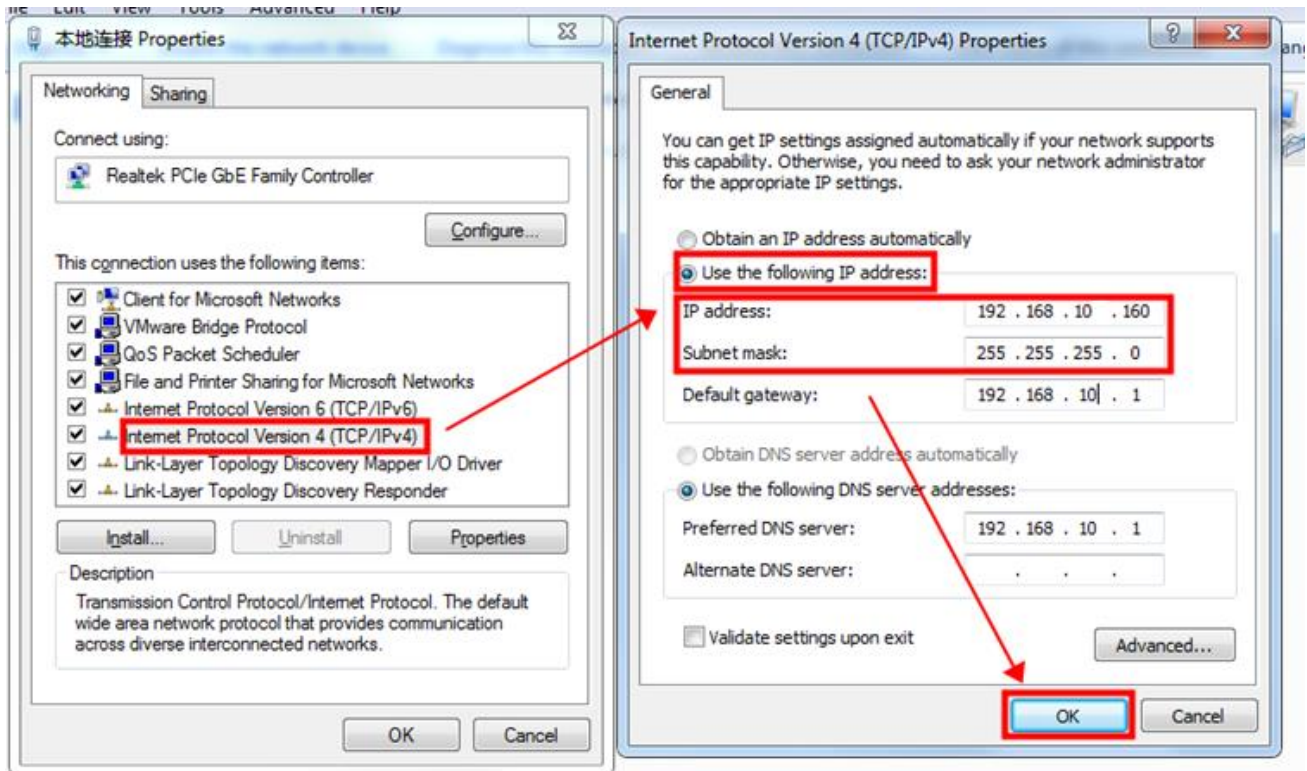 Edit View Tools Advanced Help
本地连接 Properties
Networking Sharing
Connect using:
Realtek PCIe GbE Family Controller
Configure...
This connection uses the following items:
Client for Microsoft Networks
VMware Bridge Protocol
QoS Packet Scheduler
File and Printer Sharing for Microsoft Networks
Internet Protocol Version 6 (TCP/IPv6)
Internet Protocol Version 4 (TCP/IPv4)
Link-Layer Topology Discovery Mapper I/O Driver
Link-Layer Topology Discovery Responder
Install... Uninstall Properties
Description
Transmission Control Protocol/Internet Protocol. The default
wide area network protocol that provides communication
across diverse interconnected networks.
OK Cancel
Internet Protocol Version 4 (TCP/IPv4) Properties
General
You can get IP settings assigned automatically if your network supports
this capability. Otherwise, you need to ask your network administrator
for the appropriate IP settings.
Obtain an IP address automatically
Use the following IP address:
IP address: 192 . 168 . 10 . 160
Subnet mask: 255 . 255 . 255 . 0
Default gateway: 192 . 168 . 10 . 1
Obtain DNS server address automatically
Use the following DNS server addresses:
Preferred DNS server: 192 . 168 . 10 . 1
Alternate DNS server: . . .
Validate settings upon exit
Advanced...
OK Cancel